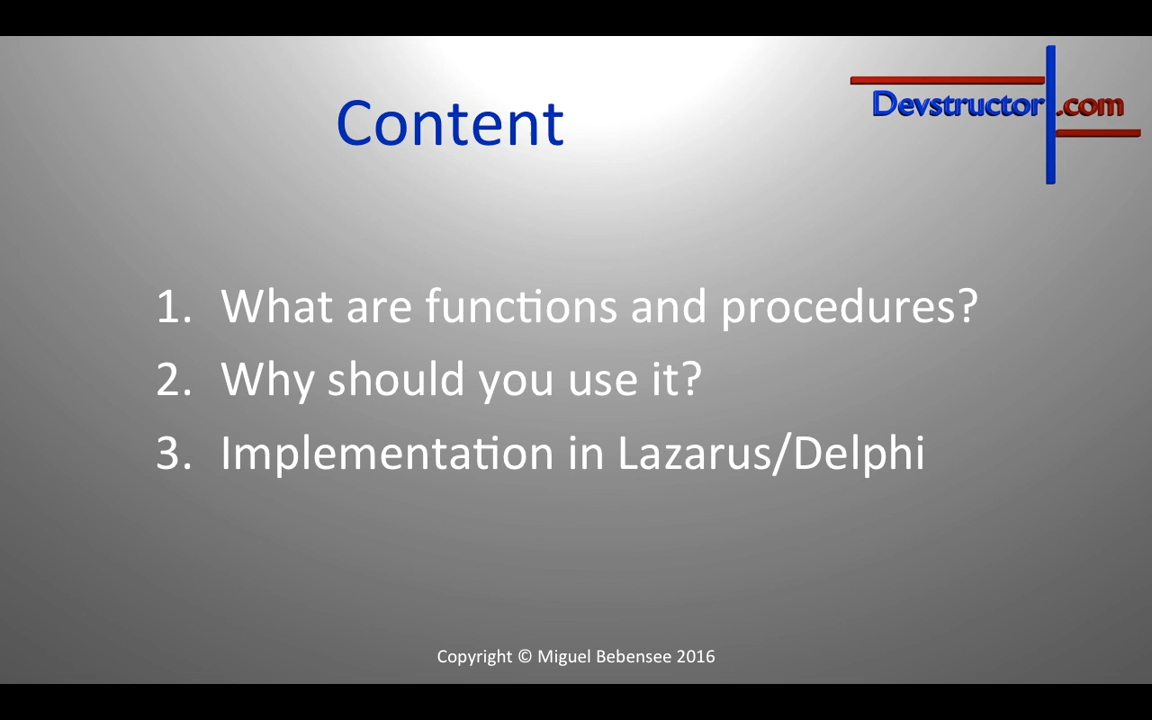 Devstructor.com
Content
1. What are functions and procedures?
2. Why should you use it?
3. Implementation in Lazarus/Delphi
Copyright © Miguel Bebensee 2016